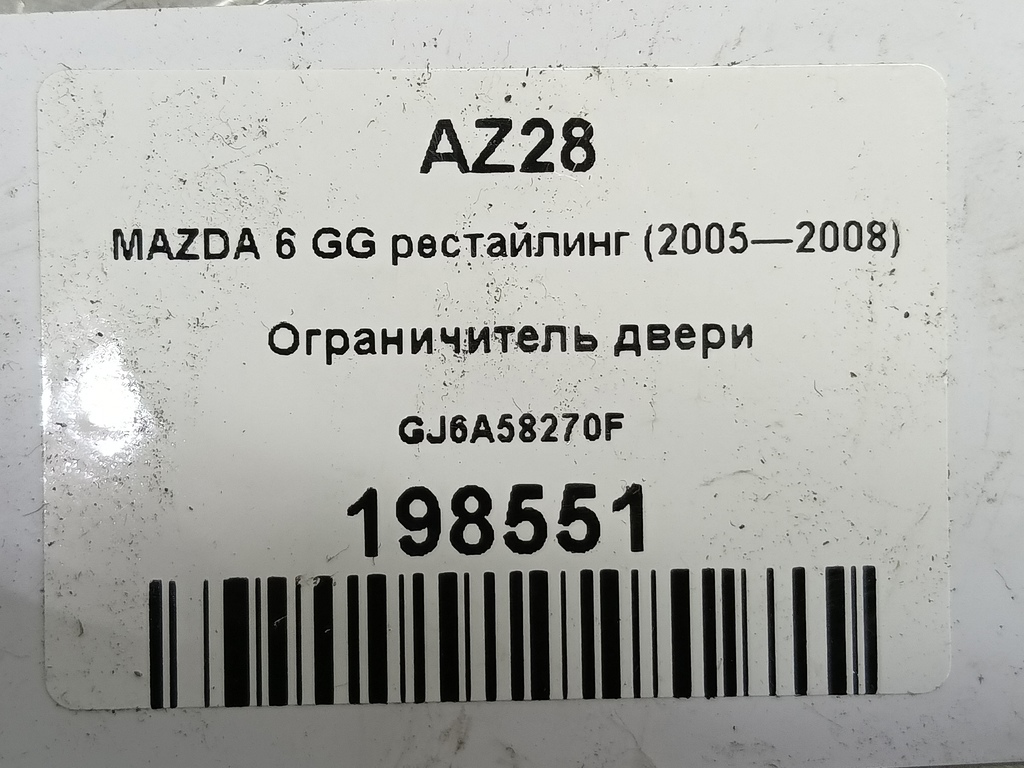 AZ28
MAZDA 6 GG рестайлинг (2005—2008)
Ограничитель двери
GJ6A58270F
198551